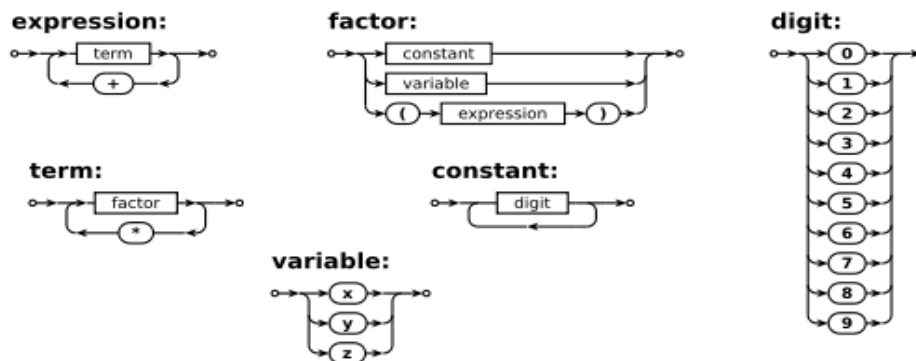 expression:
term
+
factor:
constant
variable
( expression )
digit:
0
1
2
3
4
5
6
7
8
9
term:
factor
*
constant:
digit
variable:
x
y
z